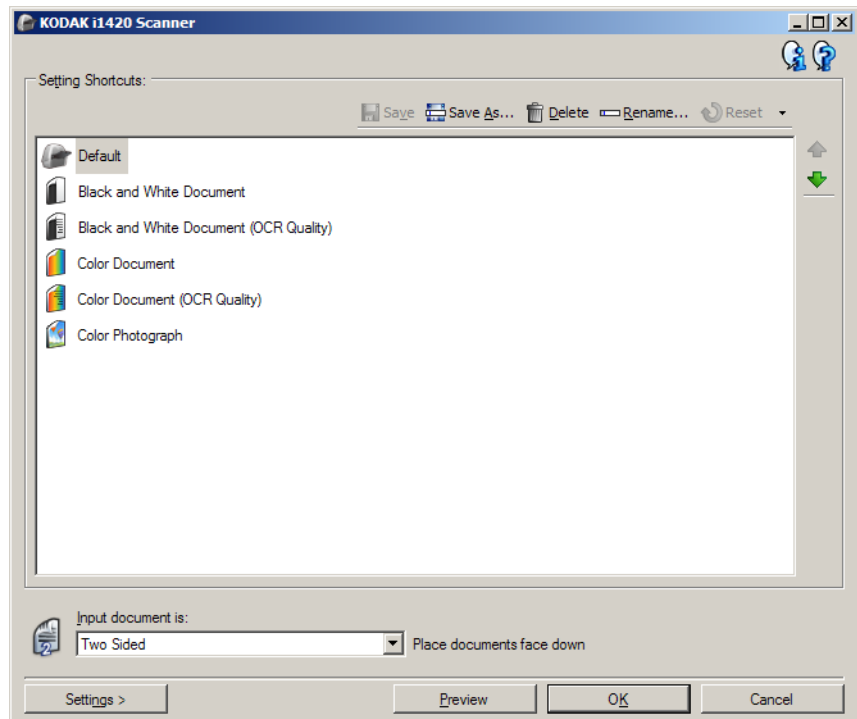 KODAK i1420 Scanner
Setting Shortcuts:
Save Save As... Delete Rename... Reset
Default
Black and White Document
Black and White Document (OCR Quality)
Color Document
Color Document (OCR Quality)
Color Photograph
Input document is:
Two Sided Place documents face down
Settings > Preview OK Cancel